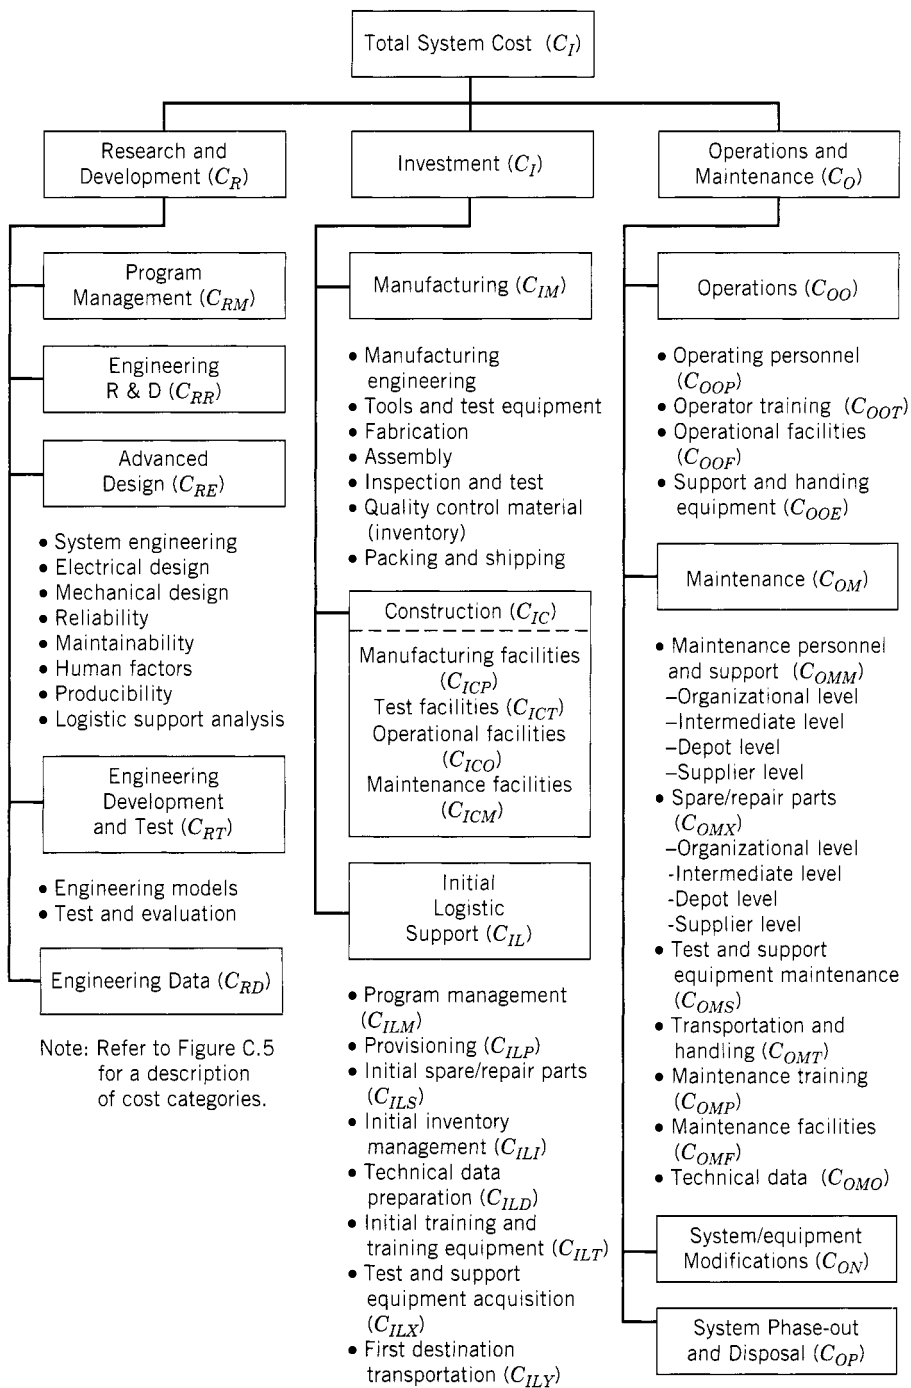 Total System Cost (C_I)
Research and
Development (C_R)
Program
Management (C_RM)
Engineering
R & D (C_RR)
Advanced
Design (C_RE)
• System engineering
• Electrical design
• Mechanical design
• Reliability
• Maintainability
• Human factors
• Producibility
• Logistic support analysis
Engineering
Development
and Test (C_RT)
• Engineering models
• Test and evaluation
Engineering Data (C_RD)
Note: Refer to Figure C.5
for a description
of cost categories.
Investment (C_I)
Manufacturing (C_IM)
• Manufacturing
engineering
• Tools and test equipment
• Fabrication
• Assembly
• Inspection and test
• Quality control material
(inventory)
• Packing and shipping
Construction (C_IC)
Manufacturing facilities
(C_ICP)
Test facilities (C_ICT)
Operational facilities
(C_ICO)
Maintenance facilities
(C_ICM)
Initial
Logistic
Support (C_IL)
• Program management
(C_ILM)
• Provisioning (C_ILP)
• Initial spare/repair parts
(C_ILS)
• Initial inventory
management (C_ILI)
• Technical data
preparation (C_ILD)
• Initial training and
training equipment (C_ILT)
• Test and support
equipment acquisition
(C_ILX)
• First destination
transportation (C_ILY)
Operations and
Maintenance (C_O)
Operations (C_OO)
• Operating personnel
(C_OOP)
• Operator training (C_OOT)
• Operational facilities
(C_OOF)
• Support and handing
equipment (C_OOE)
Maintenance (C_OM)
• Maintenance personnel
and support (C_OMM)
–Organizational level
–Intermediate level
–Depot level
–Supplier level
• Spare/repair parts
(C_OMX)
–Organizational level
-Intermediate level
-Depot level
-Supplier level
• Test and support
equipment maintenance
(C_OMS)
• Transportation and
handling (C_OMT)
• Maintenance training
(C_OMP)
• Maintenance facilities
(C_OMF)
• Technical data (C_OMO)
System/equipment
Modifications (C_ON)
System Phase-out
and Disposal (C_OP)